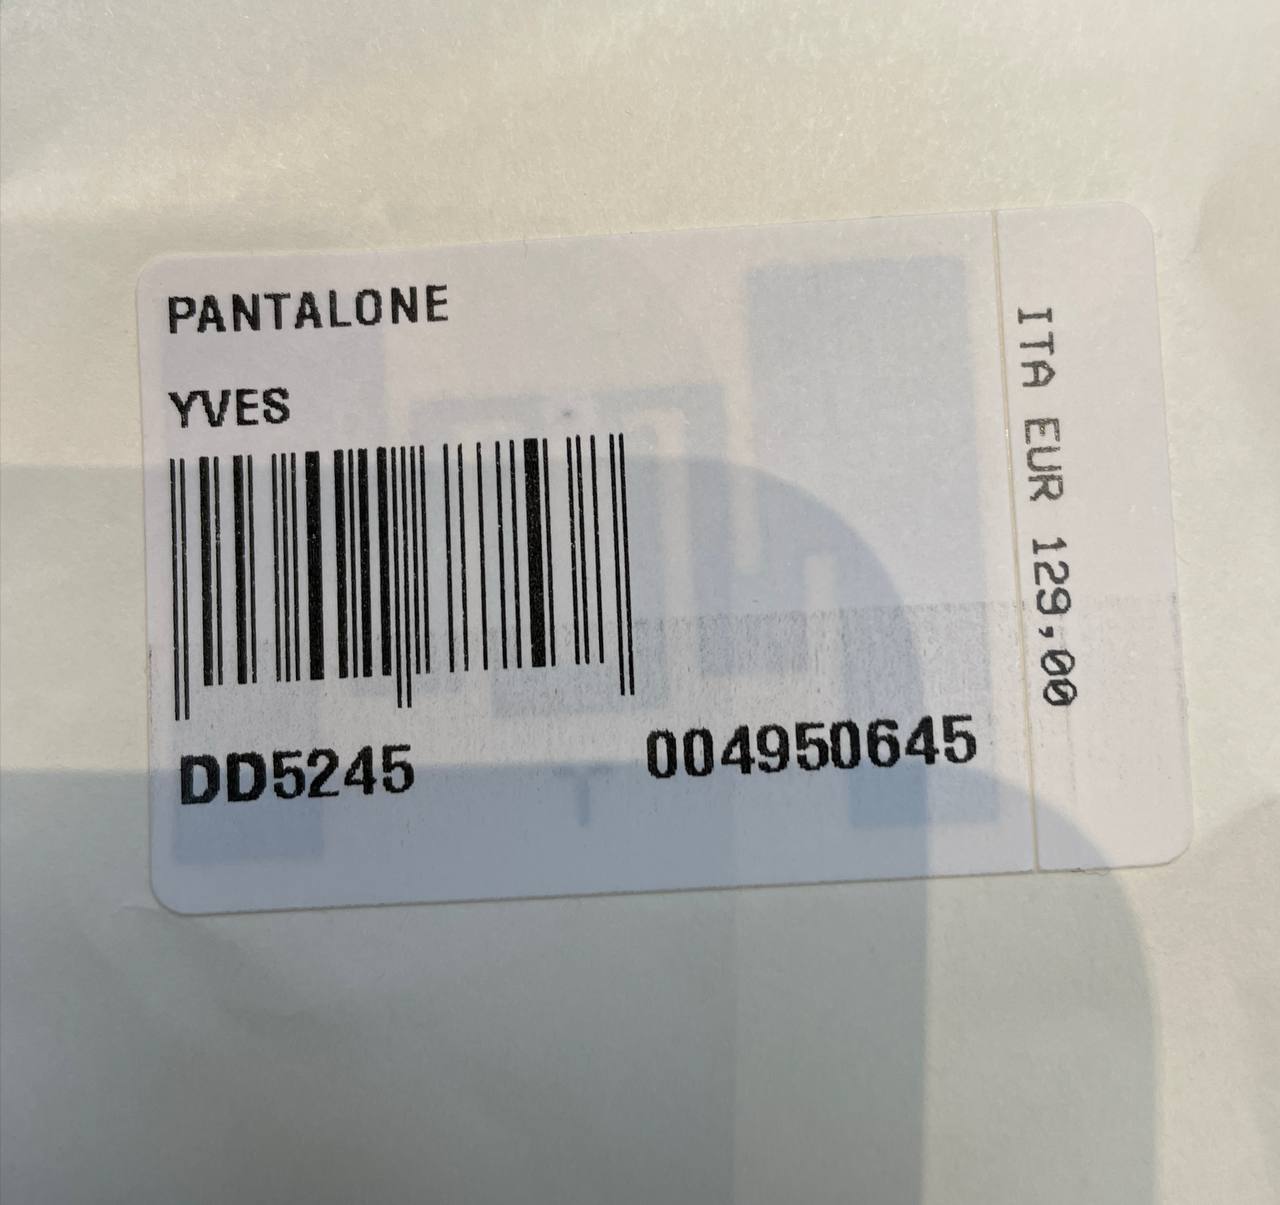 PANTALONE
YVES
DD5245
004950645
ITA EUR 129,00